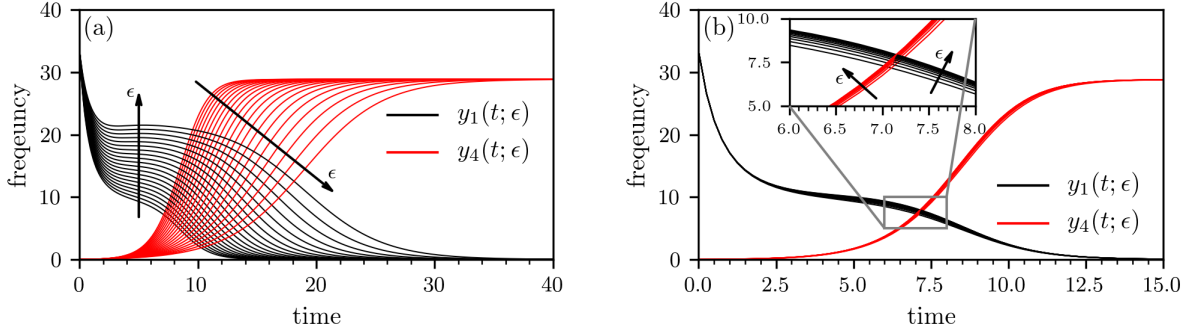 (a)
40
30
20
10
0
freqeuncy
ϵ
ϵ
y1(t; ϵ)
y4(t; ϵ)
0 10 20 30 40
time
(b)
40
30
20
10
0
freqeuncy
10.0
7.5
5.0
6.0 6.5 7.0 7.5 8.0
ϵ
ϵ
y1(t; ϵ)
y4(t; ϵ)
0.0 2.5 5.0 7.5 10.0 12.5 15.0
time